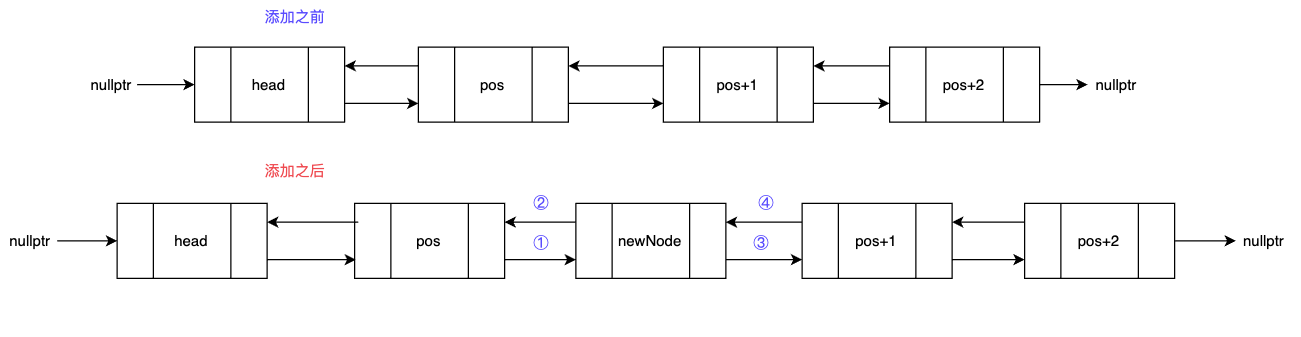 添加之前
nullptr head pos pos+1 pos+2 nullptr
添加之后
② ④
nullptr head pos ① newNode ③ pos+1 pos+2 nullptr